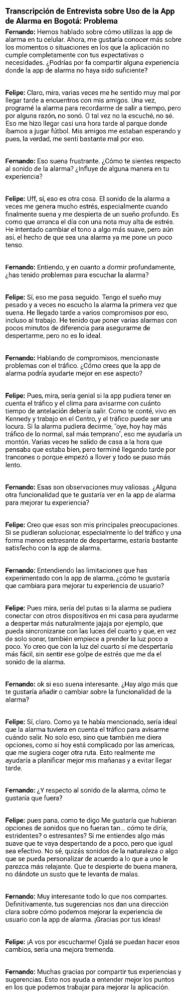 Transcripción de Entrevista sobre Uso de la App
de Alarma en Bogotá: Problema
Fernando: Hemos hablado sobre cómo utilizas la app de
alarma en tu celular. Ahora, me gustaría conocer más sobre
los momentos o situaciones en los que la aplicación no
cumple completamente con tus expectativas o
necesidades. ¿Podrías por fa compartir alguna experiencia
donde la app de alarma no haya sido suficiente?
Felipe: Claro, mira, varias veces me he sentido muy mal por
llegar tarde a encuentros con mis amigos. Una vez,
programé la alarma para recordarme de salir a tiempo, pero
por alguna razón, no sonó. O tal vez no la escuché, no sé.
Eso me hizo llegar casi una hora tarde al parque donde
íbamos a jugar fútbol. Mis amigos me estaban esperando y
pues, la verdad, me sentí bastante mal por eso.
Fernando: Eso suena frustrante. ¿Cómo te sientes respecto
al sonido de la alarma? ¿Influye de alguna manera en tu
experiencia?
Felipe: Uff, sí, eso es otra cosa. El sonido de la alarma a
veces me genera mucho estrés, especialmente cuando
finalmente suena y me despierta de un sueño profundo. Es
como que arranca el día con una nota muy alta de estrés.
He intentado cambiar el tono a algo más suave, pero aún
así, el hecho de que sea una alarma ya me pone un poco
tenso.
Fernando: Entiendo, y en cuanto a dormir profundamente,
¿has tenido problemas para escuchar la alarma?
Felipe: Sí, eso me pasa seguido. Tengo el sueño muy
pesado y a veces no escucho la alarma la primera vez que
suena. He llegado tarde a varios compromisos por eso,
incluso al trabajo. He tenido que poner varias alarmas con
pocos minutos de diferencia para asegurarme de
despertarme, pero no es lo ideal.
Fernando: Hablando de compromisos, mencionaste
problemas con el tráfico. ¿Cómo crees que la app de
alarma podría ayudarte mejor en ese aspecto?
Felipe: Pues, mira, sería genial si la app pudiera tener en
cuenta el tráfico y el clima para avisarme con cuánto
tiempo de antelación debería salir. Como te conté, vivo en
Kennedy y trabajo en el Centro, y el tráfico puede ser una
locura. Si la alarma pudiera decirme, "oye, hoy hay más
tráfico de lo normal, sal más temprano", eso me ayudaría un
montón. Varias veces he salido de casa a la hora que
pensaba que estaba bien, pero terminé llegando tarde por
trancones o porque empezó a llover y todo se puso más
lento.
Fernando: Esas son observaciones muy valiosas. ¿Alguna
otra funcionalidad que te gustaría ver en la app de alarma
para mejorar tu experiencia?
Felipe: Creo que esas son mis principales preocupaciones.
Si se pudieran solucionar, especialmente lo del tráfico y una
forma menos estresante de despertarme, estaría bastante
satisfecho con la app de alarma.
Fernando: Entendiendo las limitaciones que has
experimentado con la app de alarma, ¿cómo te gustaría
que cambiara para mejorar tu experiencia de usuario?
Felipe: Pues mira, sería del putas si la alarma se pudiera
conectar con otros dispositivos en mi casa para ayudarme
a despertar más naturalmente jajaja por ejemplo, que
pueda sincronizarse con las luces del cuarto y que, en vez
de solo sonar, también empiece a prender la luz poco a
poco. Yo creo que con la luz del cuarto sí me despertaría
más fácil, sin sentir ese golpe de estrés que me da el
sonido de la alarma.
Fernando: ok si eso suena interesante. ¿Hay algo más que
te gustaría añadir o cambiar sobre la funcionalidad de la
alarma?
Felipe: Sí, claro. Como ya te había mencionado, sería ideal
que la alarma tuviera en cuenta el tráfico para avisarme
cuándo salir. No solo eso, sino que también me diera
opciones, como si hoy está complicado por las americas,
que me sugiera coger otra ruta. Esto realmente me
ayudaría a planificar mejor mis mañanas y a evitar llegar
tarde.
Fernando: ¿Y respecto al sonido de la alarma, cómo te
gustaría que fuera?
Felipe: pues pana, como te digo Me gustaría que hubieran
opciones de sonidos que no fueran tan... cómo te diría,
estridentes? o estresantes? Si me entiendes algo más
suave que te vaya despertando de a poco, pero que igual
sea efectivo. No sé, quizás sonidos de la naturaleza o algo
que se pueda personalizar de acuerdo a lo que a uno le
parezca más relajante. Que te despierte de buena manera,
no dándote un susto que te levanta de malas.
Fernando: Muy interesante todo lo que nos compartes.
Definitivamente, tus sugerencias nos dan una dirección
clara sobre cómo podemos mejorar la experiencia de
usuario con la app de alarma. ¡Gracias por tus ideas!
Felipe: ¡A vos por escucharme! Ojalá se puedan hacer esos
cambios, sería una mejora tremenda.
Fernando: Muchas gracias por compartir tus experiencias y
sugerencias. Esto nos ayuda a entender mejor los puntos
en los que podemos trabajar para mejorar la aplicación.